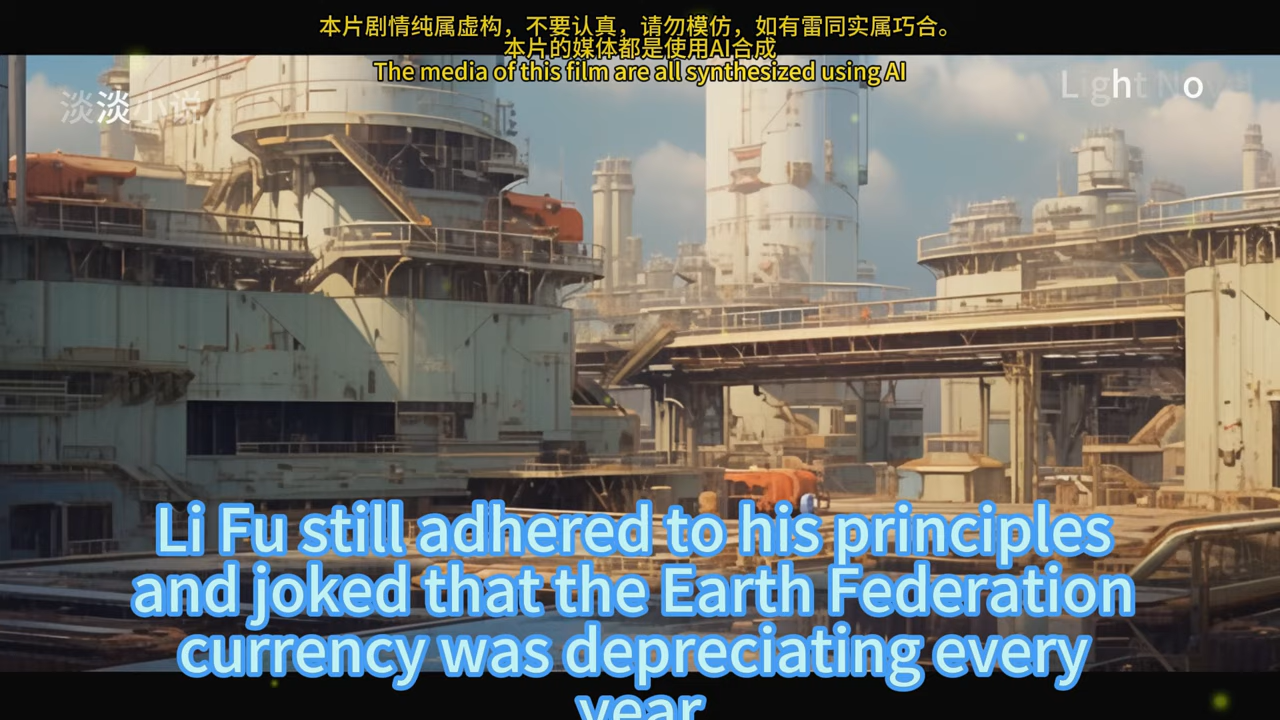 本片剧情纯属虚构，不要认真，请勿模仿，如有雷同实属巧合。
本片的媒体都是使用AI合成
The media of this film are all synthesized using AI
淡淡小说
Light No
Li Fu still adhered to his principles
and joked that the Earth Federation
currency was depreciating every
year